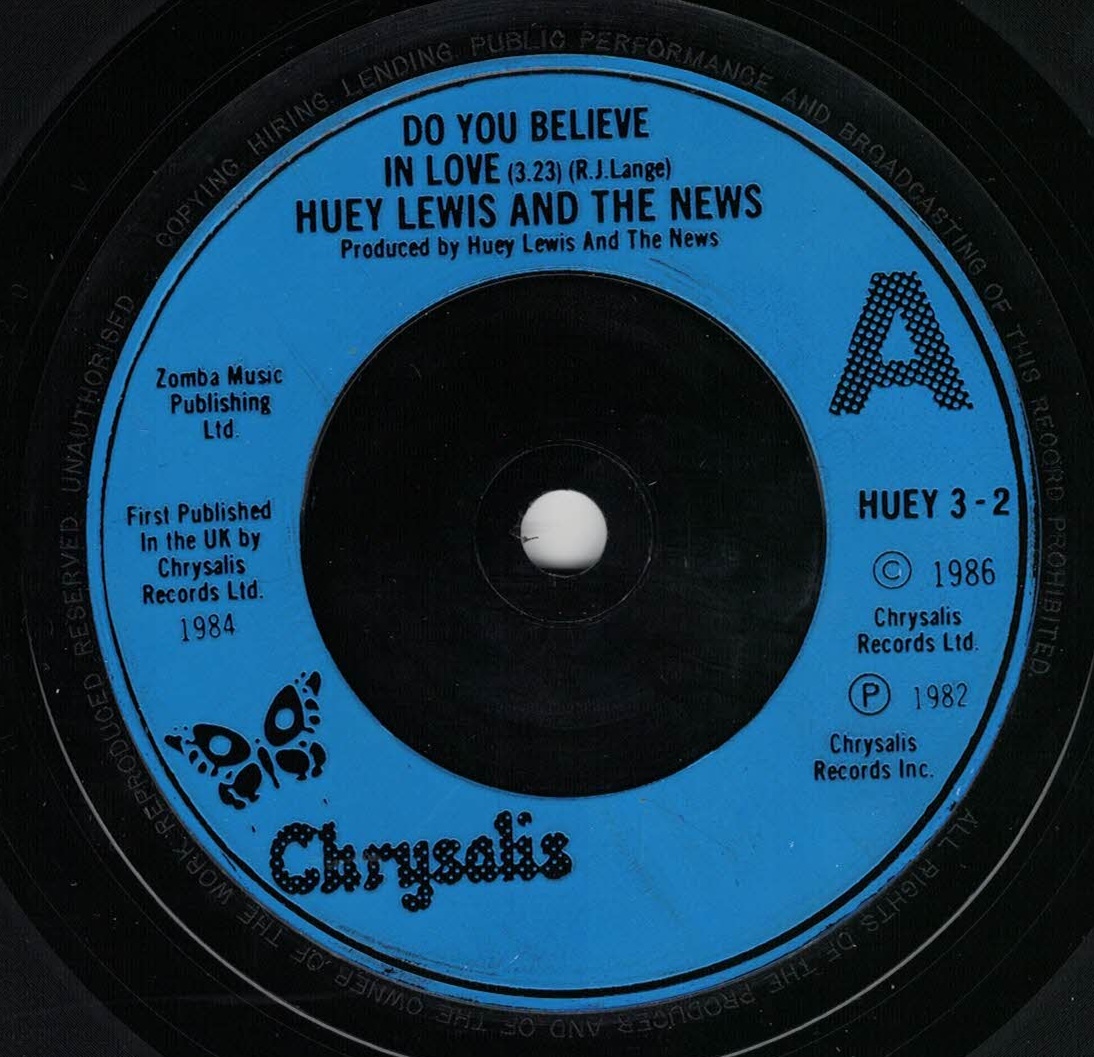 DO YOU BELIEVE
IN LOVE (3.23) (R.J.Lange)
HUEY LEWIS AND THE NEWS
Produced by Huey Lewis And The News
A
Zomba Music
Publishing
Ltd.
First Published
In the UK by
Chrysalis
Records Ltd.
1984
HUEY 3 - 2
© 1986
Chrysalis
Records Ltd.
℗ 1982
Chrysalis
Records Inc.
Chrysalis
ALL RIGHTS OF THE PRODUCER AND OF THE OWNER OF THE WORK REPRODUCED RESERVED UNAUTHORISED COPYING HIRING LENDING PUBLIC PERFORMANCE AND BROADCASTING OF THIS RECORD PROHIBITED